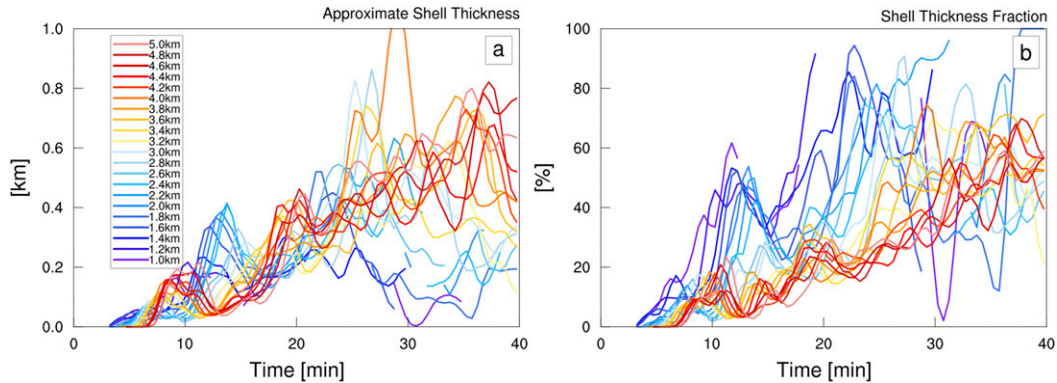 Approximate Shell Thickness
a
[km]
1.0
0.8
0.6
0.4
0.2
0.0
5.0km
4.8km
4.6km
4.4km
4.2km
4.0km
3.8km
3.6km
3.4km
3.2km
3.0km
2.8km
2.6km
2.4km
2.2km
2.0km
1.8km
1.6km
1.4km
1.2km
1.0km
0 10 20 30 40
Time [min]
Shell Thickness Fraction
b
[%]
100
80
60
40
20
0
0 10 20 30 40
Time [min]